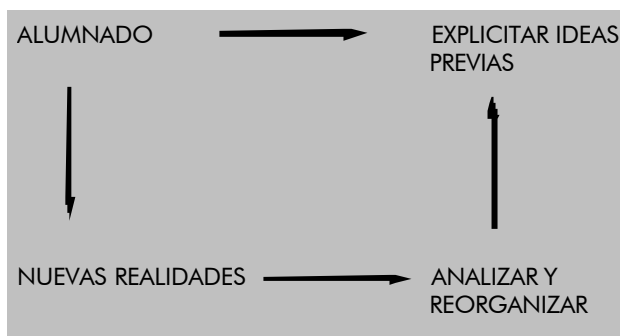 ALUMNADO
EXPLICITAR IDEAS
PREVIAS
NUEVAS REALIDADES
ANALIZAR Y
REORGANIZAR